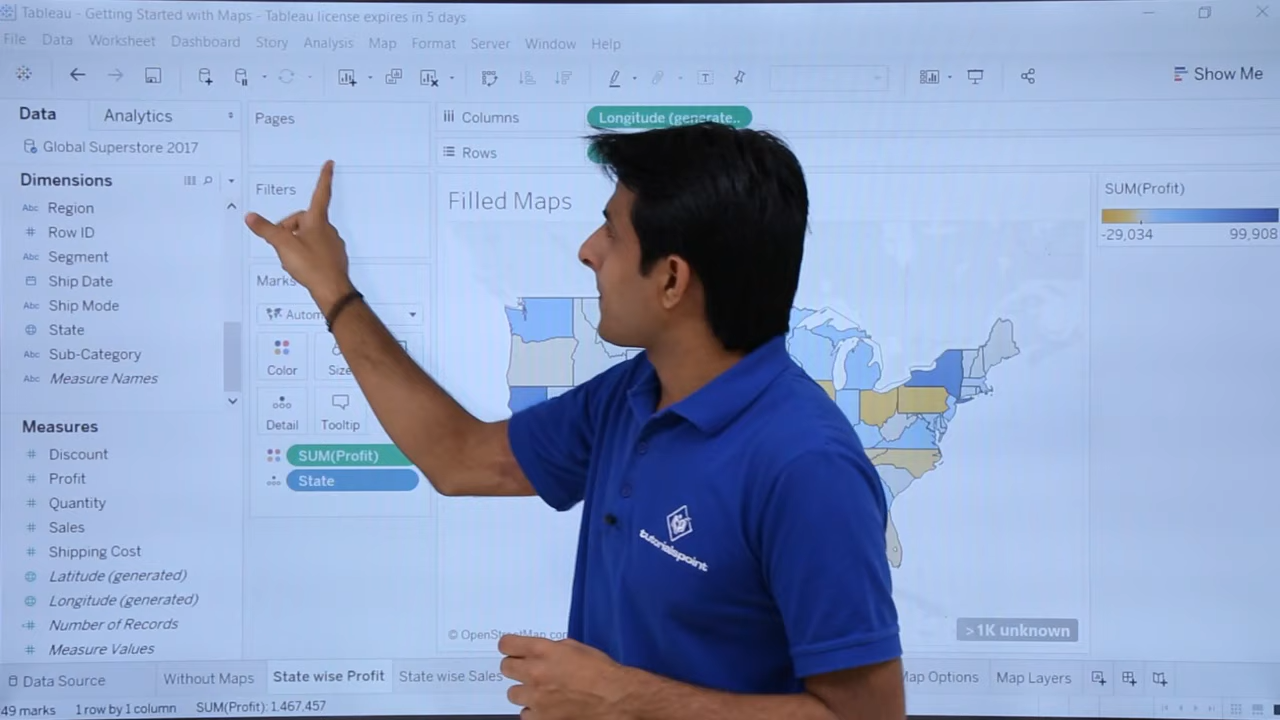 Tableau - Getting Started with Maps - Tableau license expires in 5 days
File Data Worksheet Dashboard Story Analysis Map Format Server Window Help
Show Me
Data
Analytics
Global Superstore 2017
Dimensions
Abc Region
# Row ID
Abc Segment
Ship Date
Abc Ship Mode
State
Abc Sub-Category
Abc Measure Names
Measures
# Discount
# Profit
# Quantity
# Sales
# Shipping Cost
Latitude (generated)
Longitude (generated)
# Number of Records
# Measure Values
Pages
Filters
Marks
Color
Detail
Tooltip
SUM(Profit)
State
Columns
Longitude (generate..
Rows
Filled Maps
© OpenStreetMap
>1K unknown
SUM(Profit)
-29,034 99,908
tutorialspoint
Data Source
Without Maps
State wise Profit
State wise Sales
Map Options
Map Layers
49 marks 1 row by 1 column SUM(Profit): 1,467,457